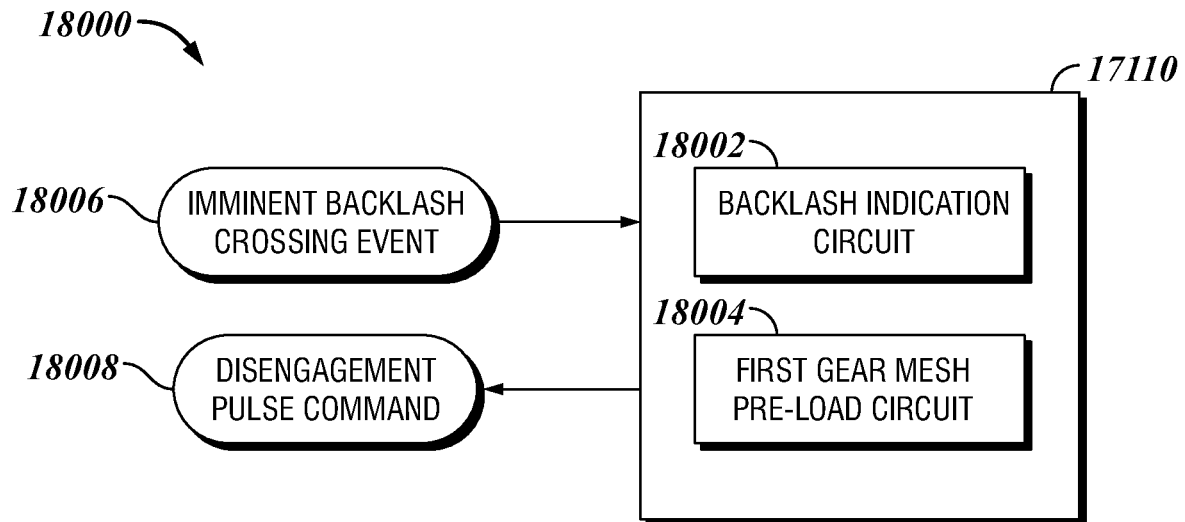 18000
17110
18002
18006
IMMINENT BACKLASH
CROSSING EVENT
BACKLASH INDICATION
CIRCUIT
18004
18008
DISENGAGEMENT
PULSE COMMAND
FIRST GEAR MESH
PRE-LOAD CIRCUIT